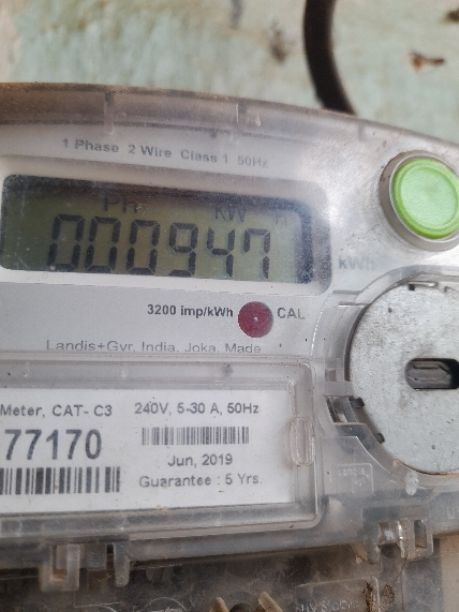 1 Phase 2 Wire Class 1 50Hz
PH KW H
000947
kWh
3200 imp/kWh CAL
Landis+Gyr, India, Joka, Made
Meter, CAT- C3 240V, 5-30 A, 50Hz
77170
Jun, 2019
Guarantee : 5 Yrs.